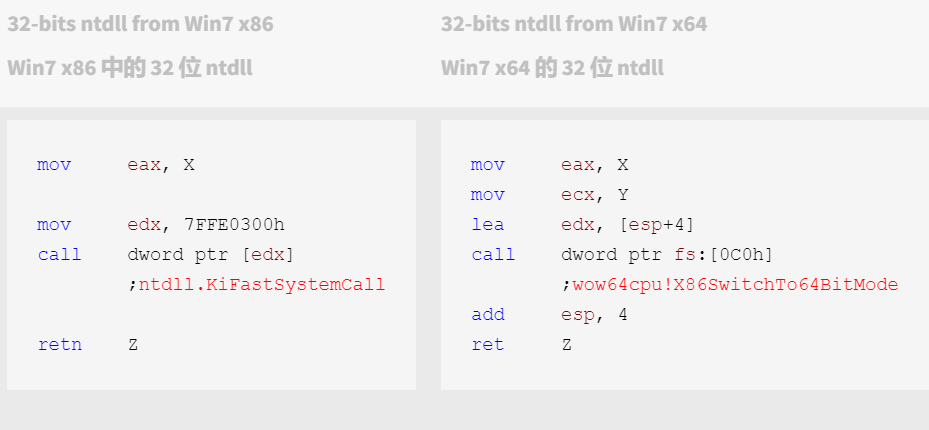 32-bits ntdll from Win7 x86
Win7 x86 中的 32 位 ntdll
mov eax, X
mov edx, 7FFE0300h
call dword ptr [edx]
;ntdll.KiFastSystemCall
retn Z
32-bits ntdll from Win7 x64
Win7 x64 的 32 位 ntdll
mov eax, X
mov ecx, Y
lea edx, [esp+4]
call dword ptr fs:[0C0h]
;wow64cpu!X86SwitchTo64BitMode
add esp, 4
ret Z